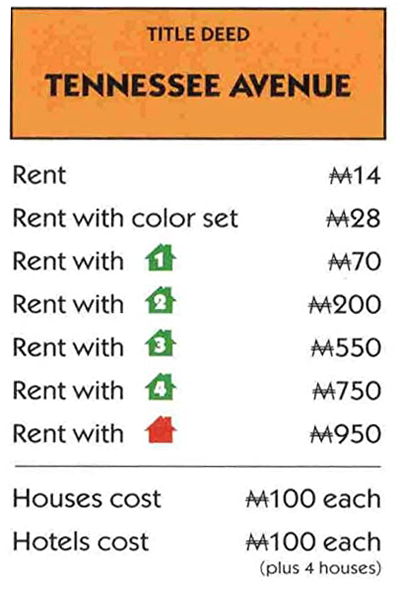 TITLE DEED
TENNESSEE AVENUE
Rent ₩14
Rent with color set ₩28
Rent with 1 ₩70
Rent with 2 ₩200
Rent with 3 ₩550
Rent with 4 ₩750
Rent with ₩950
Houses cost ₩100 each
Hotels cost ₩100 each
(plus 4 houses)